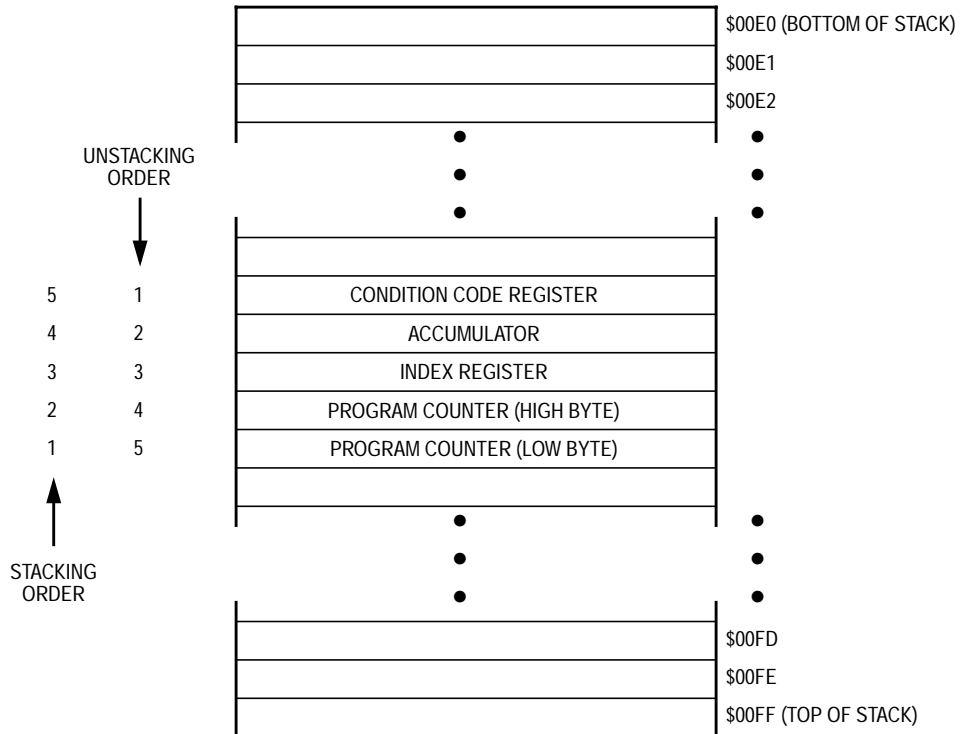 $00E0 (BOTTOM OF STACK)
$00E1
$00E2
UNSTACKING
ORDER
5 1 CONDITION CODE REGISTER
4 2 ACCUMULATOR
3 3 INDEX REGISTER
2 4 PROGRAM COUNTER (HIGH BYTE)
1 5 PROGRAM COUNTER (LOW BYTE)
STACKING
ORDER
$00FD
$00FE
$00FF (TOP OF STACK)